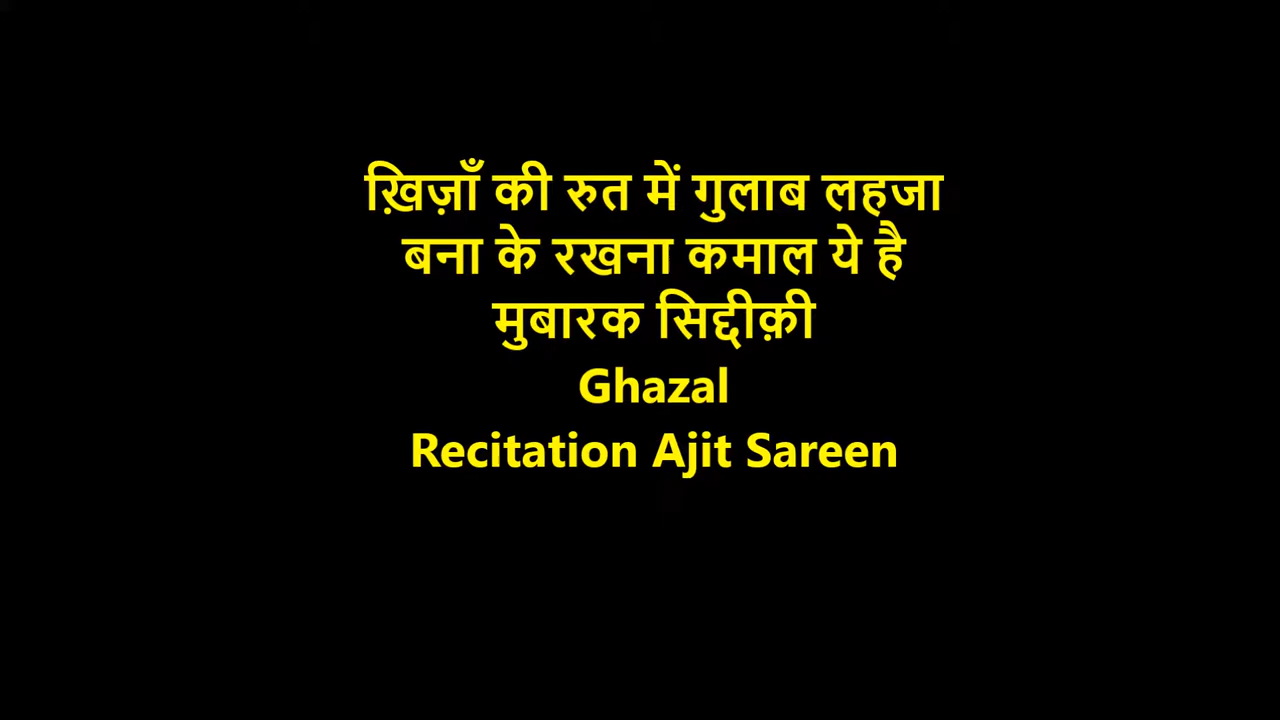 ख़िज़ाँ की रुत में गुलाब लहजा
बना के रखना कमाल ये है
मुबारक सिद्दीक़ी
Ghazal
Recitation Ajit Sareen